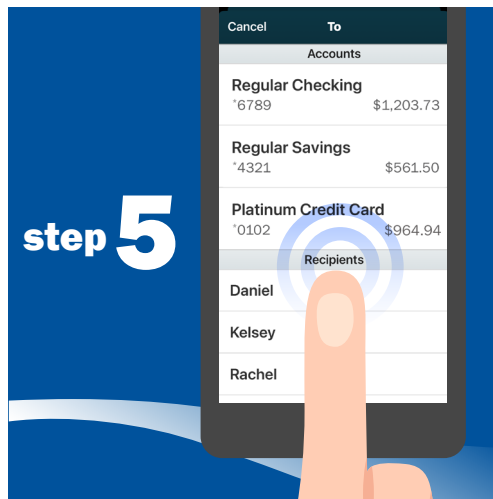 Cancel To
Accounts
Regular Checking
*6789 $1,203.73
Regular Savings
*4321 $561.50
Platinum Credit Card
*0102 $964.94
Recipients
Daniel
Kelsey
Rachel
step 5